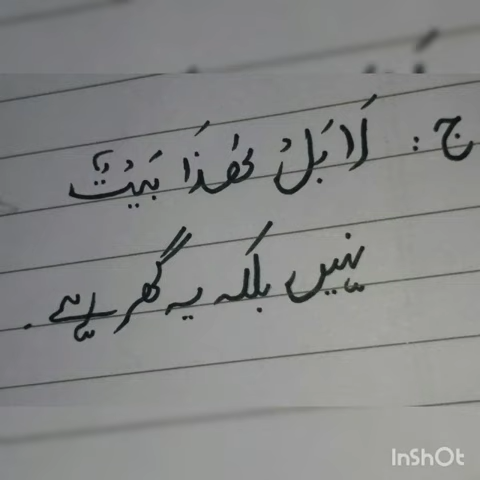 ج: لَا بَلْ هٰذَا بَيْتٌ
نہیں بلکہ یہ گھر ہے۔
InShOt